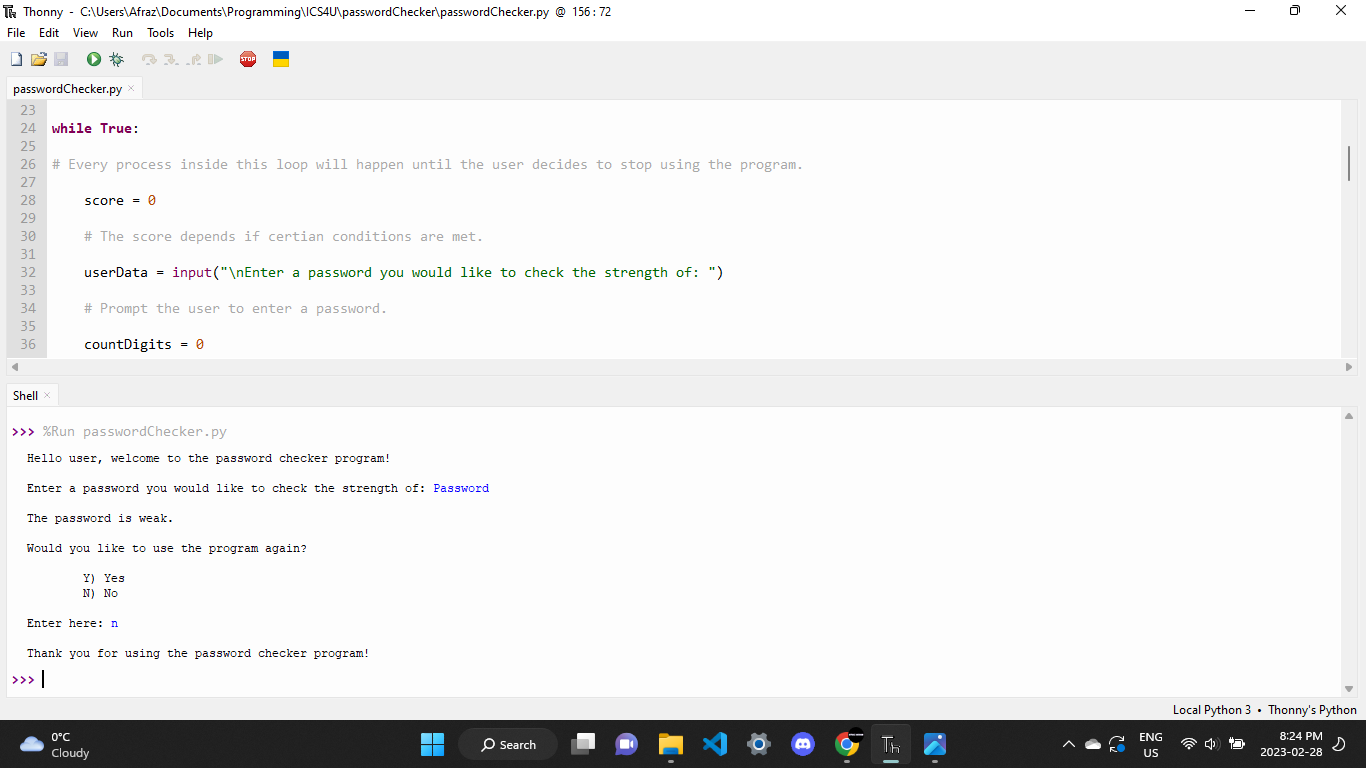 Thonny - C:\Users\Afraz\Documents\Programming\ICS4U\passwordChecker\passwordChecker.py @ 156 : 72
File Edit View Run Tools Help
STOP
passwordChecker.py ×
23
24 while True:
25
26 # Every process inside this loop will happen until the user decides to stop using the program.
27
28 score = 0
29
30 # The score depends if certian conditions are met.
31
32 userData = input("\nEnter a password you would like to check the strength of: ")
33
34 # Prompt the user to enter a password.
35
36 countDigits = 0
Shell ×
>>> %Run passwordChecker.py
Hello user, welcome to the password checker program!
Enter a password you would like to check the strength of: Password
The password is weak.
Would you like to use the program again?
Y) Yes
N) No
Enter here: n
Thank you for using the password checker program!
>>>
Local Python 3 • Thonny's Python
0°C
Cloudy
Search
Th
ENG
US
8:24 PM
2023-02-28